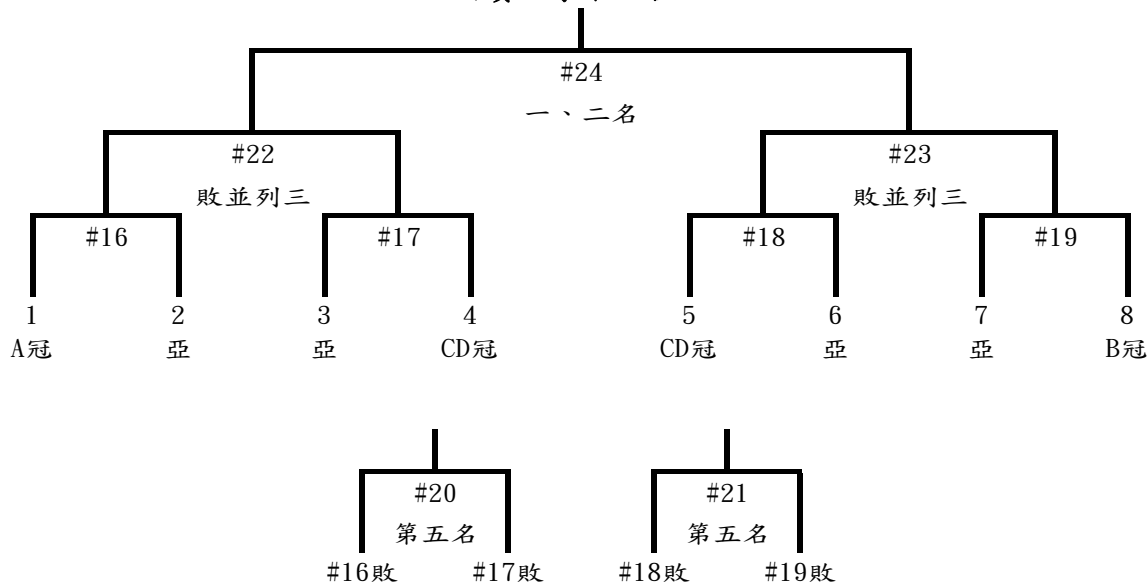 #24
一、二名
#22 #23
敗並列三 敗並列三
#16 #17 #18 #19
1 2 3 4 5 6 7 8
A冠 亞 亞 CD冠 CD冠 亞 亞 B冠
#20 #21
第五名 第五名
#16敗 #17敗 #18敗 #19敗